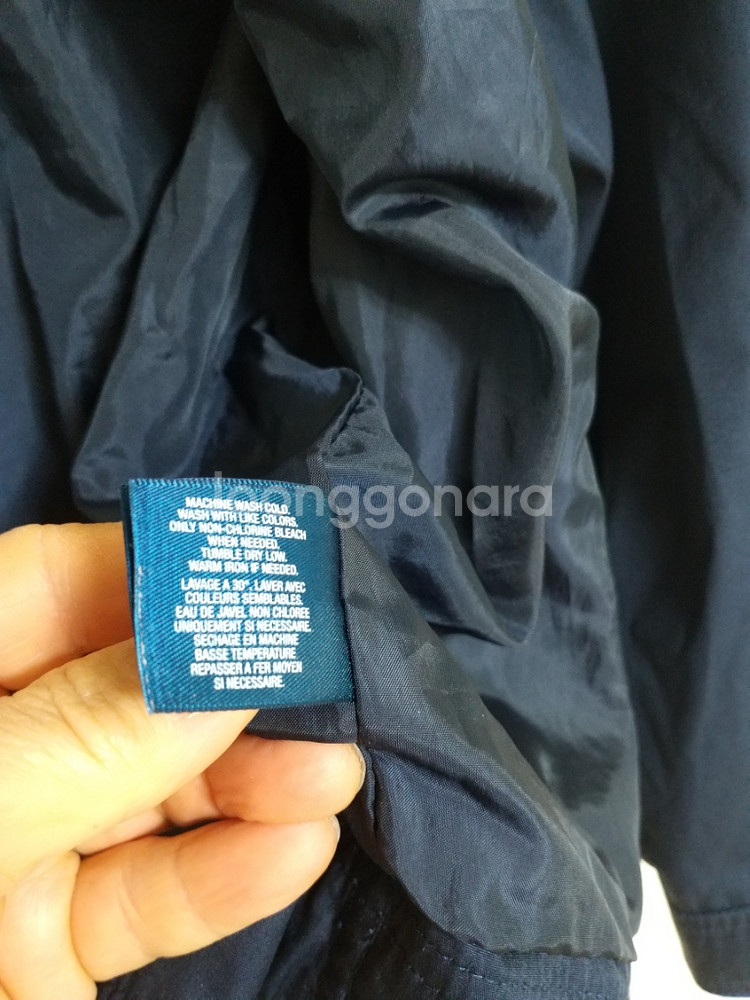 joonggonara
MACHINE WASH COLD.
WASH WITH LIKE COLORS.
ONLY NON-CHLORINE BLEACH
WHEN NEEDED.
TUMBLE DRY LOW.
WARM IRON IF NEEDED.
LAVAGE A 30°, LAVER AVEC
COULEURS SEMBLABLES.
EAU DE JAVEL NON CHLOREE
UNIQUEMENT SI NECESSAIRE.
SECHAGE EN MACHINE
BASSE TEMPERATURE
REPASSER A FER MOYEN
SI NECESSAIRE.